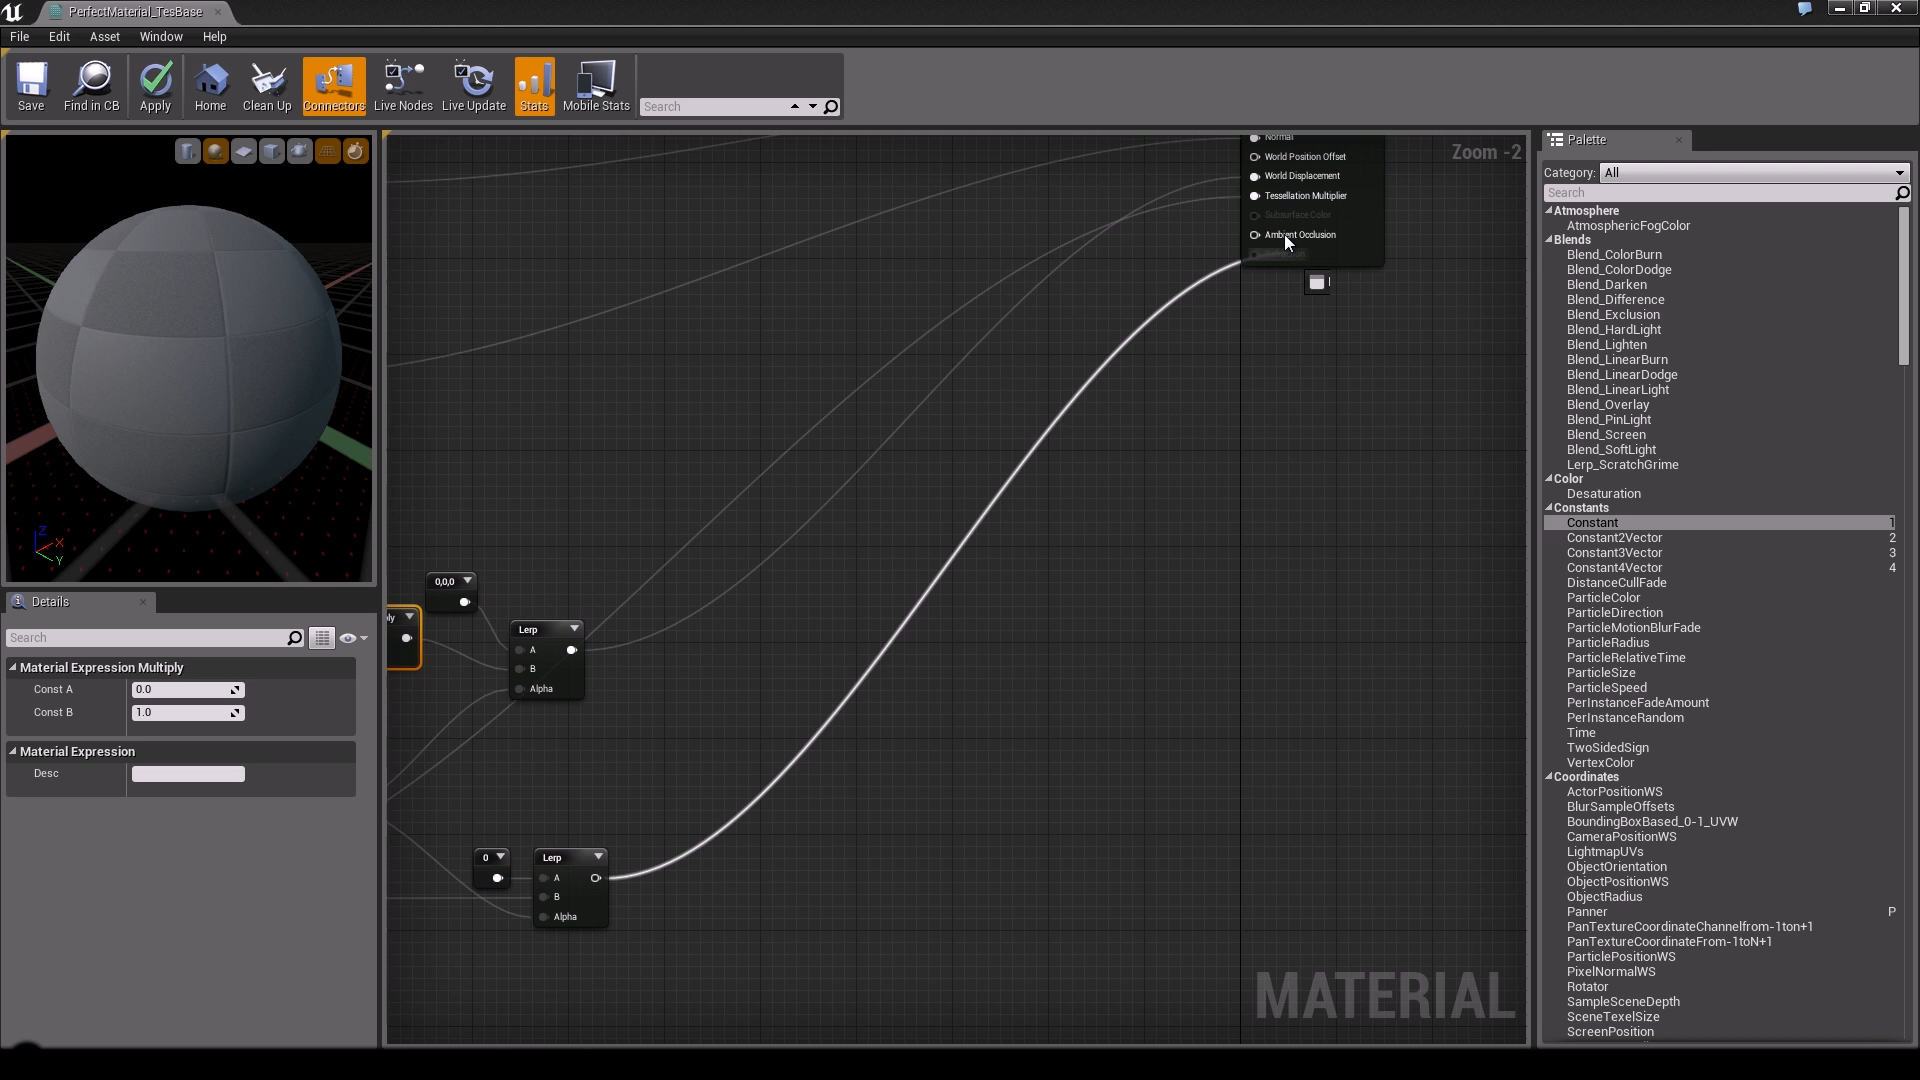 PerfectMaterial_TesBase
File Edit Asset Window Help
Save Find in CB Apply Home Clean Up Connectors Live Nodes Live Update Stats Mobile Stats Search
Details
Search
Material Expression Multiply
Const A 0.0
Const B 1.0
Material Expression
Desc
Zoom -2
Normal
World Position Offset
World Displacement
Tessellation Multiplier
Subsurface Color
Ambient Occlusion
0,0,0
ly
Lerp
A
B
Alpha
0
Lerp
A
B
Alpha
MATERIAL
Z
X
Y
Palette
Category: All
Search
Atmosphere
AtmosphericFogColor
Blends
Blend_ColorBurn
Blend_ColorDodge
Blend_Darken
Blend_Difference
Blend_Exclusion
Blend_HardLight
Blend_Lighten
Blend_LinearBurn
Blend_LinearDodge
Blend_LinearLight
Blend_Overlay
Blend_PinLight
Blend_Screen
Blend_SoftLight
Lerp_ScratchGrime
Color
Desaturation
Constants
Constant 1
Constant2Vector 2
Constant3Vector 3
Constant4Vector 4
DistanceCullFade
ParticleColor
ParticleDirection
ParticleMotionBlurFade
ParticleRadius
ParticleRelativeTime
ParticleSize
ParticleSpeed
PerInstanceFadeAmount
PerInstanceRandom
Time
TwoSidedSign
VertexColor
Coordinates
ActorPositionWS
BlurSampleOffsets
BoundingBoxBased_0-1_UVW
CameraPositionWS
LightmapUVs
ObjectOrientation
ObjectPositionWS
ObjectRadius
Panner P
PanTextureCoordinateChannelfrom-1ton+1
PanTextureCoordinateFrom-1toN+1
ParticlePositionWS
PixelNormalWS
Rotator
SampleSceneDepth
SceneTexelSize
ScreenPosition